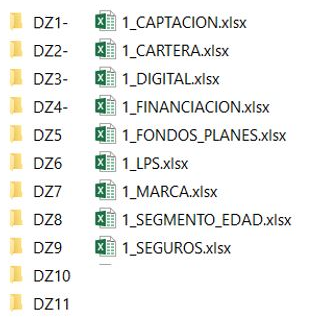 DZ1- 1_CAPTACION.xlsx
DZ2- 1_CARTERA.xlsx
DZ3- 1_DIGITAL.xlsx
DZ4- 1_FINANCIACION.xlsx
DZ5 1_FONDOS_PLANES.xlsx
DZ6 1_LPS.xlsx
DZ7 1_MARCA.xlsx
DZ8 1_SEGMENTO_EDAD.xlsx
DZ9 1_SEGUROS.xlsx
DZ10
DZ11